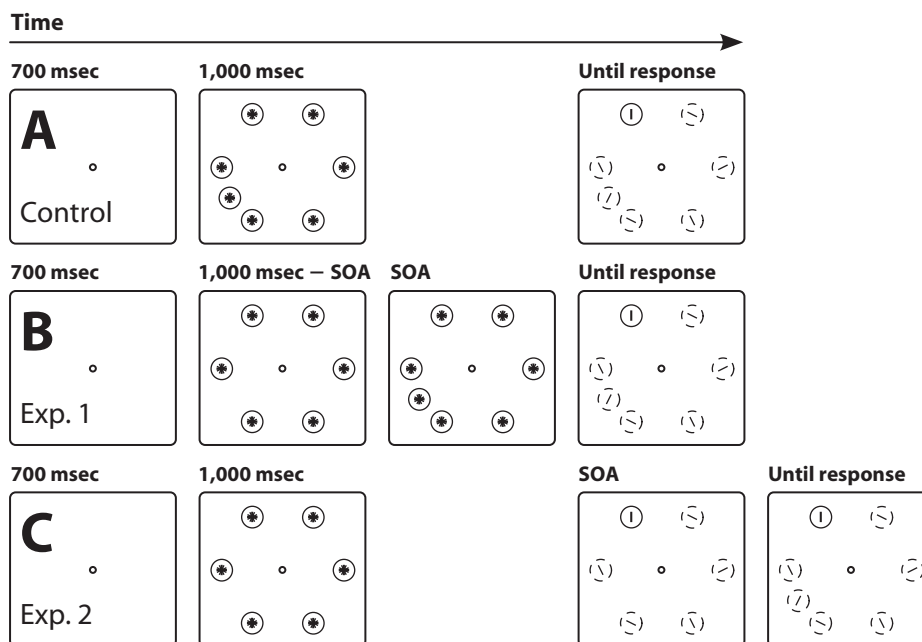 Time
700 msec 1,000 msec Until response
A
Control
700 msec 1,000 msec − SOA SOA Until response
B
Exp. 1
700 msec 1,000 msec SOA Until response
C
Exp. 2